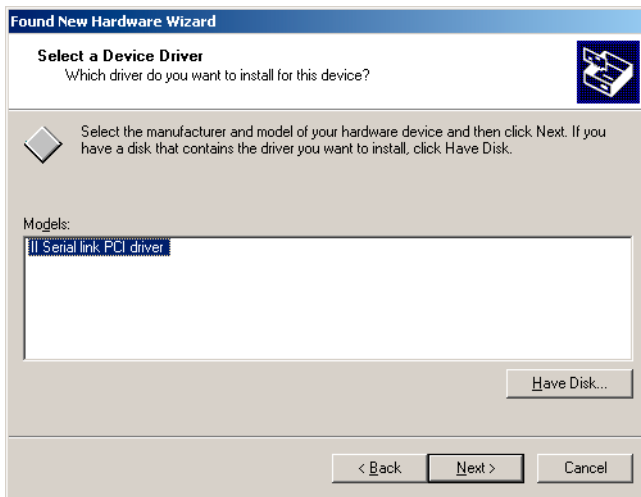 Found New Hardware Wizard
Select a Device Driver
Which driver do you want to install for this device?
Select the manufacturer and model of your hardware device and then click Next. If you
have a disk that contains the driver you want to install, click Have Disk.
Models:
II Serial link PCI driver
Have Disk...
< Back
Next >
Cancel